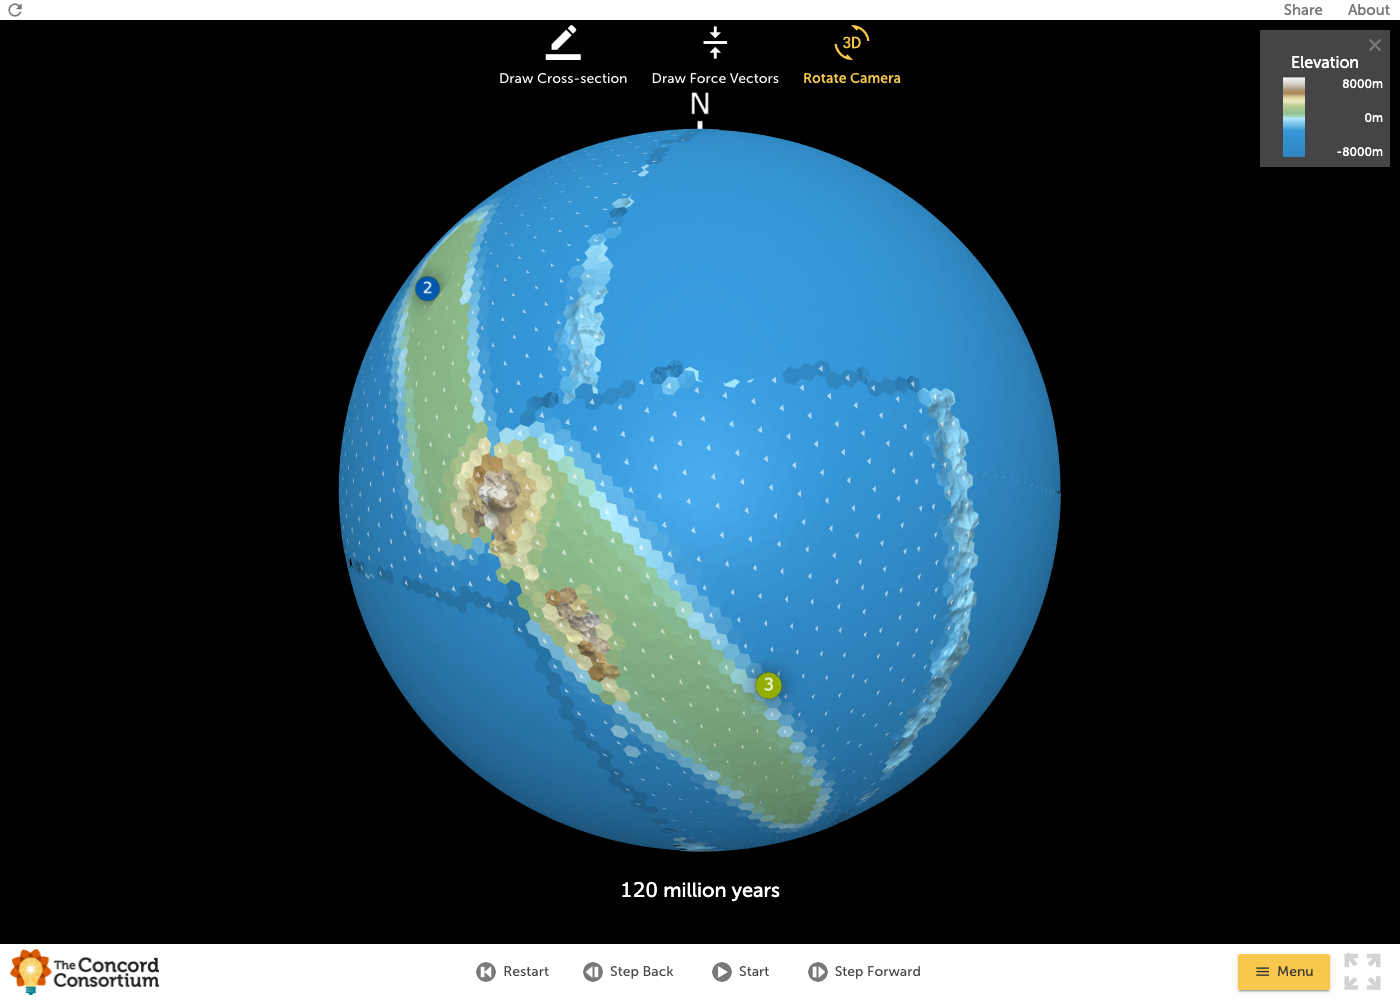 Share About
Draw Cross-section Draw Force Vectors 3D Rotate Camera
Elevation
8000m
0m
-8000m
N
2
3
120 million years
The Concord
Consortium
Restart Step Back Start Step Forward Menu